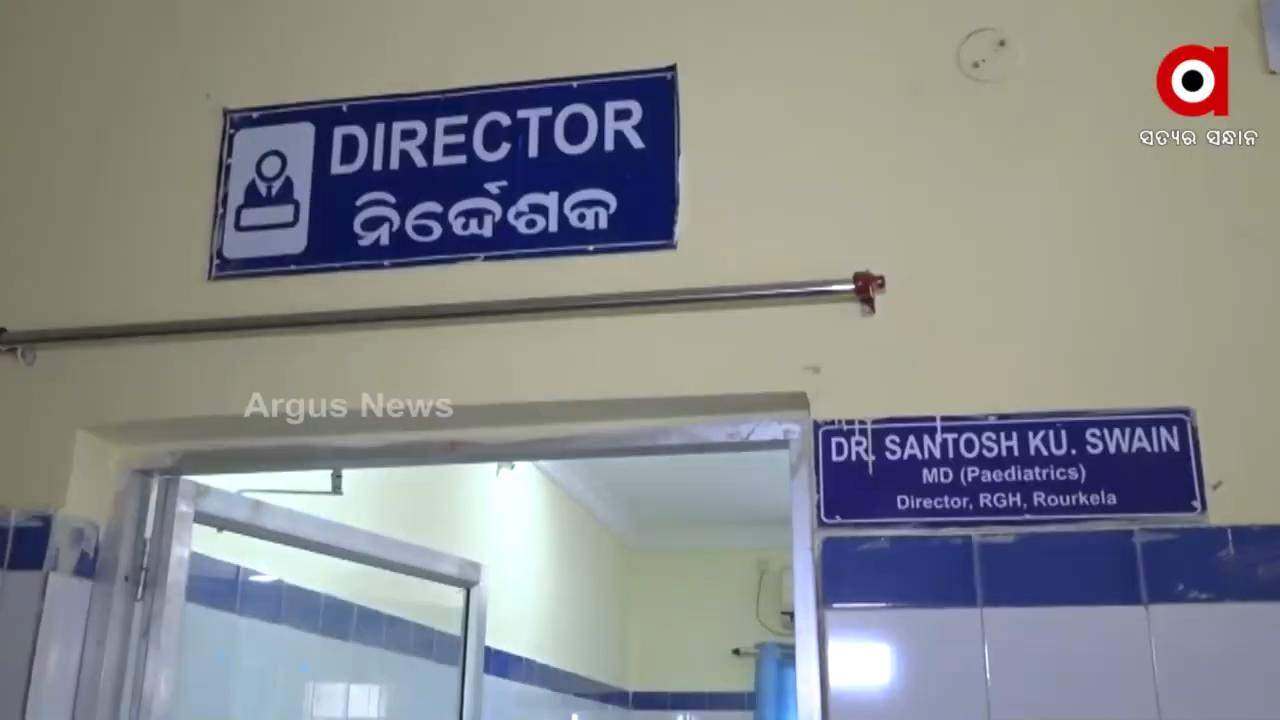 ସତ୍ୟର ସନ୍ଧାନ
DIRECTOR
ନିର୍ଦ୍ଦେଶକ
Argus News
DR. SANTOSH KU. SWAIN
MD (Paediatrics)
Director, RGH, Rourkela